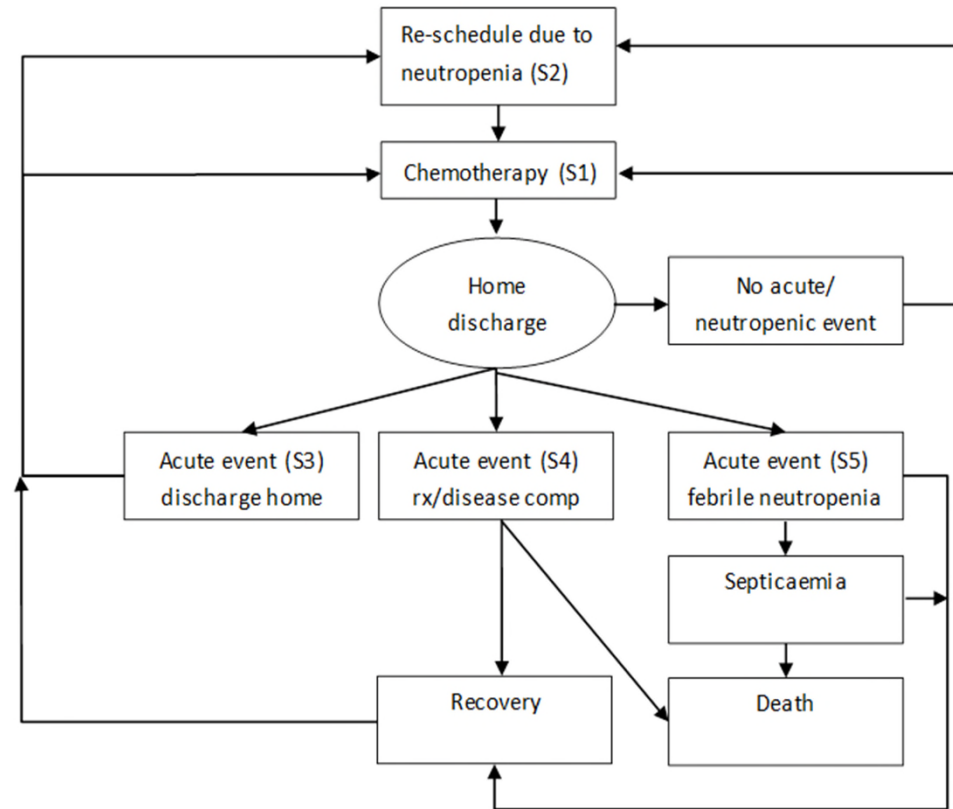 Re-schedule due to
neutropenia (S2)
Chemotherapy (S1)
Home
discharge
No acute/
neutropenic event
Acute event (S3)
discharge home
Acute event (S4)
rx/disease comp
Acute event (S5)
febrile neutropenia
Septicaemia
Recovery
Death